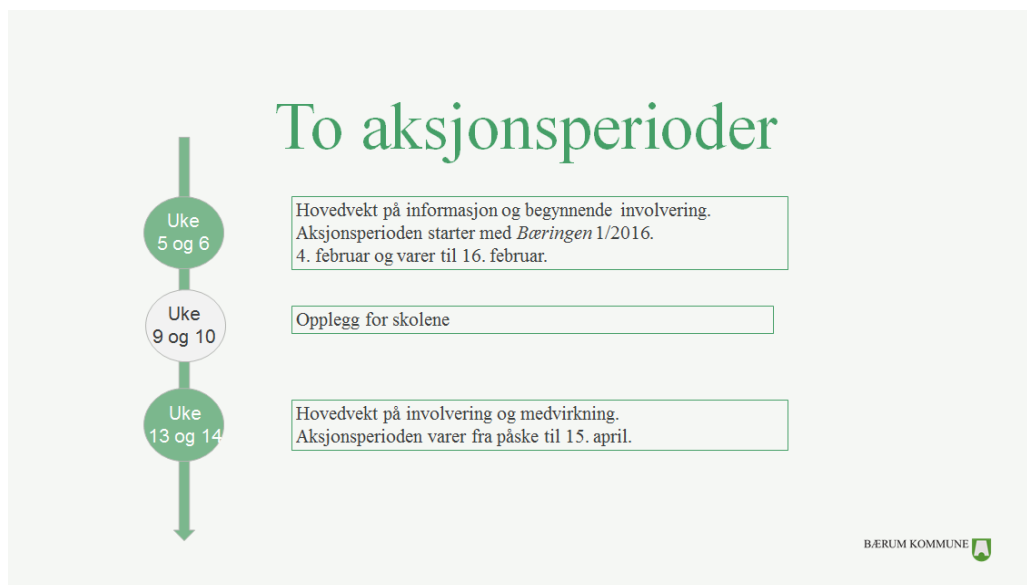 To aksjonsperioder
Uke
5 og 6
Hovedvekt på informasjon og begynnende involvering.
Aksjonsperioden starter med Bæringen 1/2016.
4. februar og varer til 16. februar.
Uke
9 og 10
Opplegg for skolene
Uke
13 og 14
Hovedvekt på involvering og medvirkning.
Aksjonsperioden varer fra påske til 15. april.
BÆRUM KOMMUNE